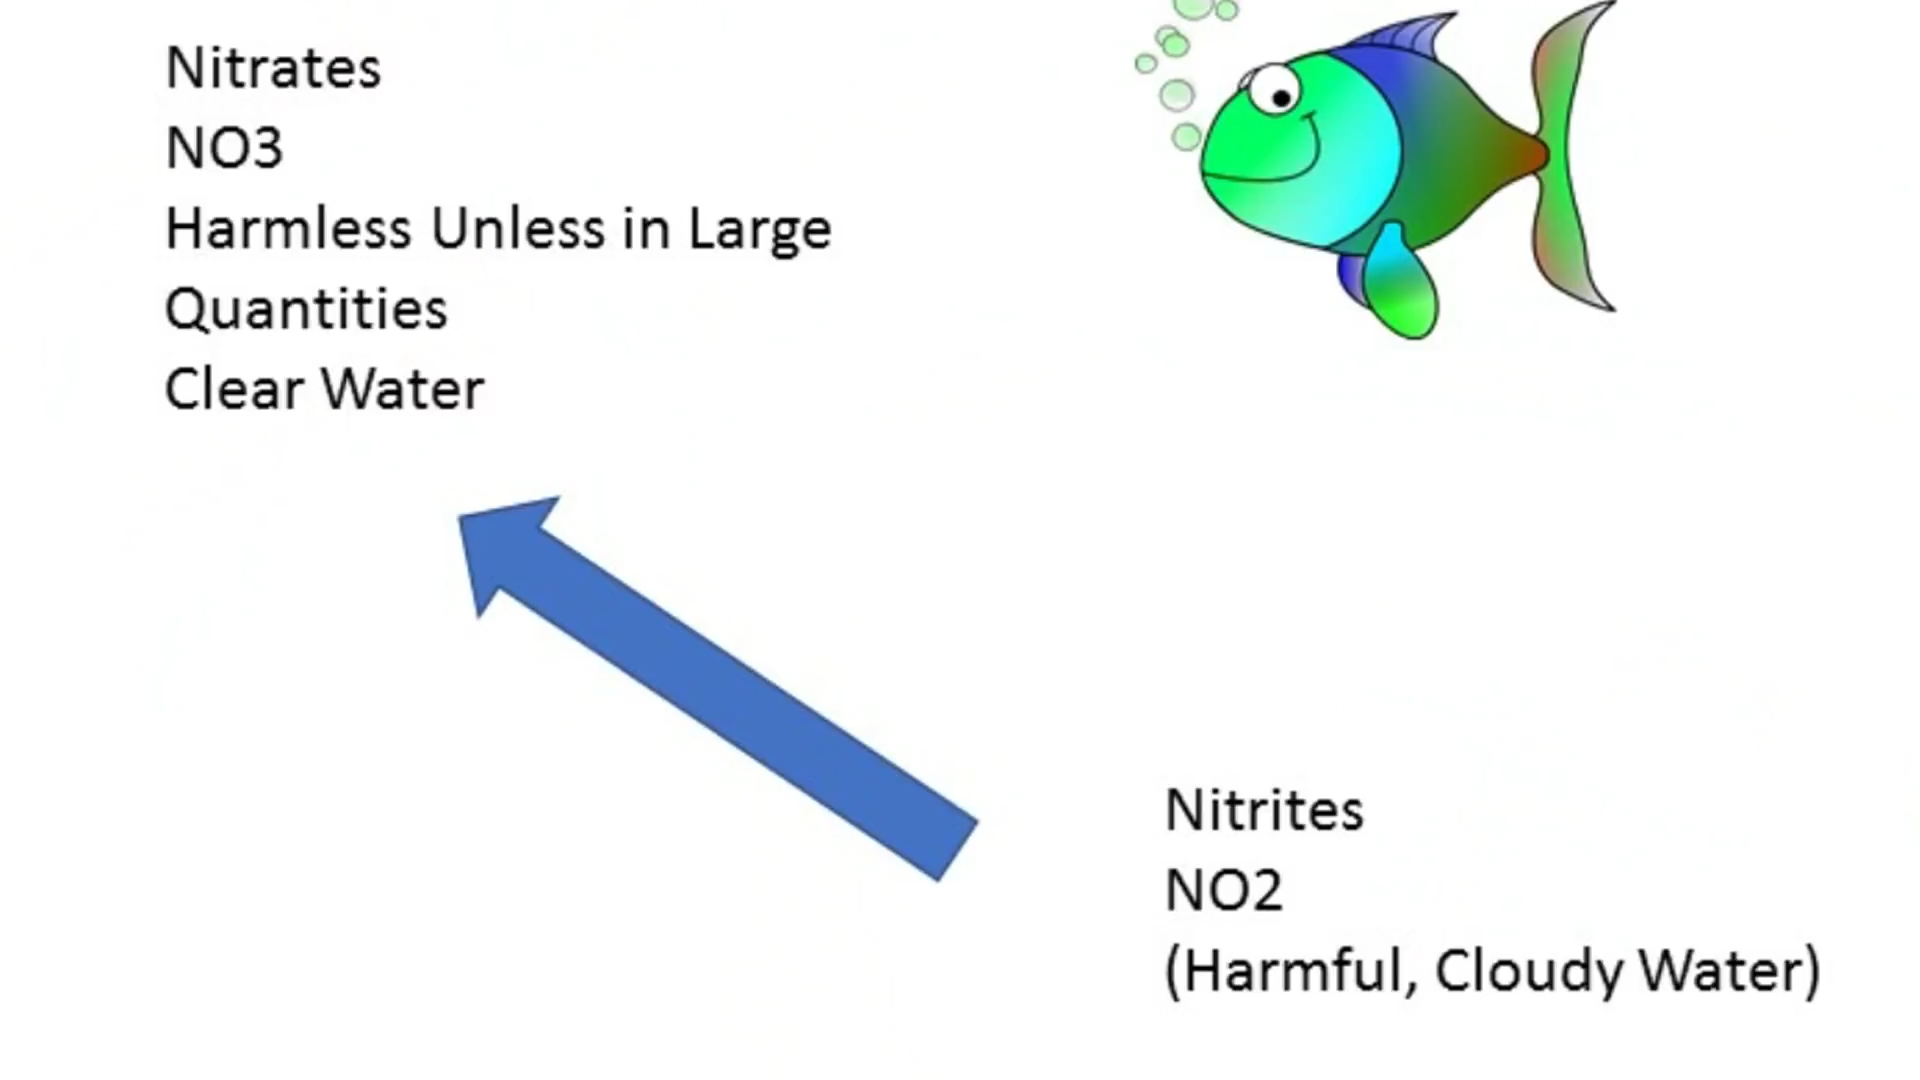 Nitrates
NO3
Harmless Unless in Large
Quantities
Clear Water
Nitrites
NO2
(Harmful, Cloudy Water)